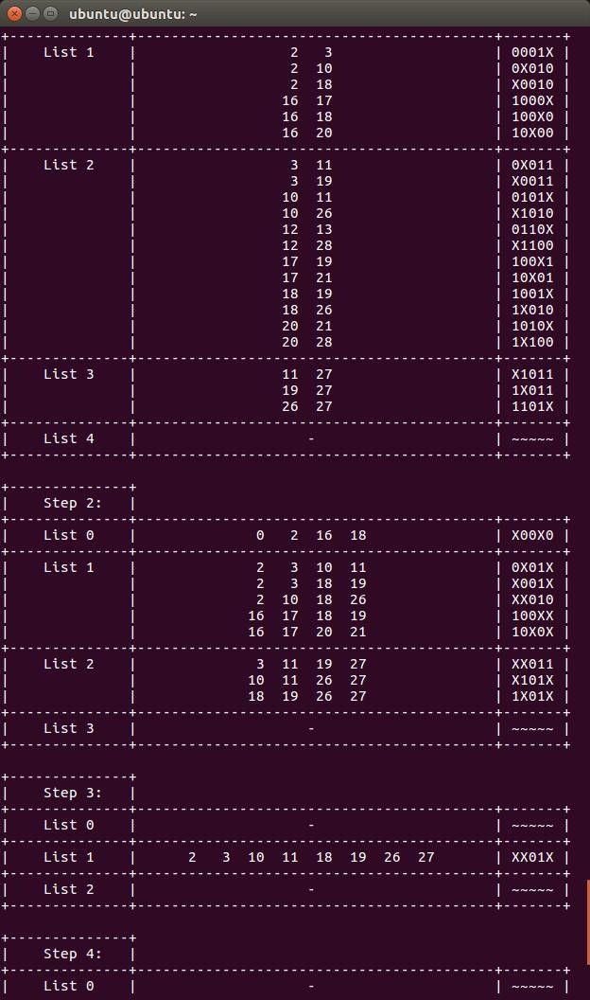 ubuntu@ubuntu: ~
+--------------+------------------------------------------+-------+
|    List 1    |                  2   3                   | 0001X |
|              |                  2  10                   | 0X010 |
|              |                  2  18                   | X0010 |
|              |                 16  17                   | 1000X |
|              |                 16  18                   | 100X0 |
|              |                 16  20                   | 10X00 |
+--------------+------------------------------------------+-------+
|    List 2    |                  3  11                   | 0X011 |
|              |                  3  19                   | X0011 |
|              |                 10  11                   | 0101X |
|              |                 10  26                   | X1010 |
|              |                 12  13                   | 0110X |
|              |                 12  28                   | X1100 |
|              |                 17  19                   | 100X1 |
|              |                 17  21                   | 10X01 |
|              |                 18  19                   | 1001X |
|              |                 18  26                   | 1X010 |
|              |                 20  21                   | 1010X |
|              |                 20  28                   | 1X100 |
+--------------+------------------------------------------+-------+
|    List 3    |                 11  27                   | X1011 |
|              |                 19  27                   | 1X011 |
|              |                 26  27                   | 1101X |
+--------------+------------------------------------------+-------+
|    List 4    |                    -                     | ~~~~~ |
+--------------+------------------------------------------+-------+

+--------------+
|    Step 2:   |
+--------------+------------------------------------------+-------+
|    List 0    |              0   2  16  18               | X00X0 |
+--------------+------------------------------------------+-------+
|    List 1    |              2   3  10  11               | 0X01X |
|              |              2   3  18  19               | X001X |
|              |              2  10  18  26               | XX010 |
|              |             16  17  18  19               | 100XX |
|              |             16  17  20  21               | 10X0X |
+--------------+------------------------------------------+-------+
|    List 2    |              3  11  19  27               | XX011 |
|              |             10  11  26  27               | X101X |
|              |             18  19  26  27               | 1X01X |
+--------------+------------------------------------------+-------+
|    List 3    |                    -                     | ~~~~~ |
+--------------+------------------------------------------+-------+

+--------------+
|    Step 3:   |
+--------------+------------------------------------------+-------+
|    List 0    |                    -                     | ~~~~~ |
+--------------+------------------------------------------+-------+
|    List 1    |      2   3  10  11  18  19  26  27       | XX01X |
+--------------+------------------------------------------+-------+
|    List 2    |                    -                     | ~~~~~ |
+--------------+------------------------------------------+-------+

+--------------+
|    Step 4:   |
+--------------+------------------------------------------+-------+
|    List 0    |                    -                     | ~~~~~ |